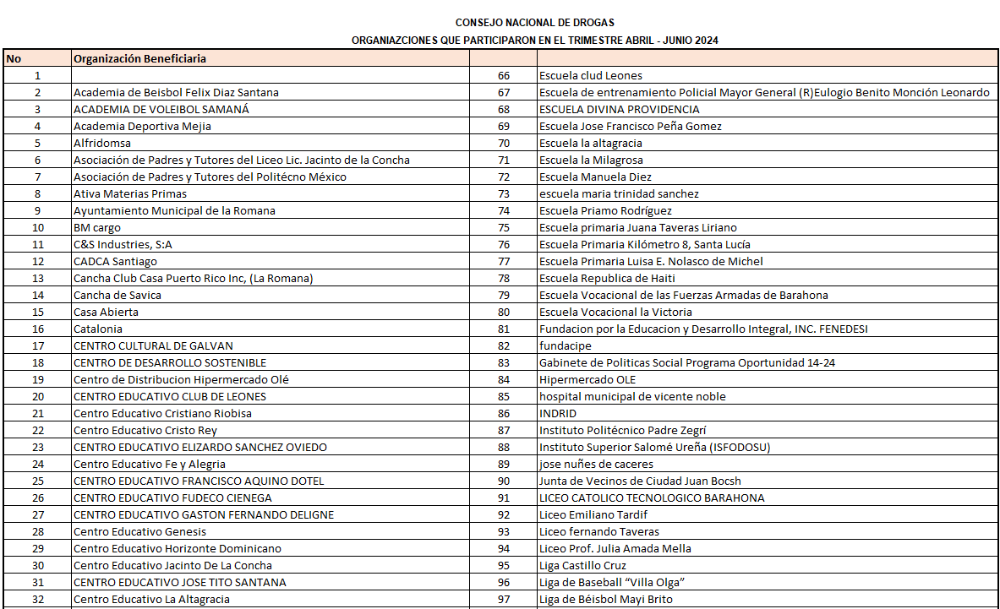 CONSEJO NACIONAL DE DROGAS
ORGANIAZCIONES QUE PARTICIPARON EN EL TRIMESTRE ABRIL - JUNIO 2024
No Organización Beneficiaria
1 66 Escuela clud Leones
2 Academia de Beisbol Felix Diaz Santana 67 Escuela de entrenamiento Policial Mayor General (R)Eulogio Benito Monción Leonardo
3 ACADEMIA DE VOLEIBOL SAMANÁ 68 ESCUELA DIVINA PROVIDENCIA
4 Academia Deportiva Mejia 69 Escuela Jose Francisco Peña Gomez
5 Alfridomsa 70 Escuela la altagracia
6 Asociación de Padres y Tutores del Liceo Lic. Jacinto de la Concha 71 Escuela la Milagrosa
7 Asociación de Padres y Tutores del Politécno México 72 Escuela Manuela Diez
8 Ativa Materias Primas 73 escuela maria trinidad sanchez
9 Ayuntamiento Municipal de la Romana 74 Escuela Priamo Rodríguez
10 BM cargo 75 Escuela primaria Juana Taveras Liriano
11 C&S Industries, S:A 76 Escuela Primaria Kilómetro 8, Santa Lucía
12 CADCA Santiago 77 Escuela Primaria Luisa E. Nolasco de Michel
13 Cancha Club Casa Puerto Rico Inc, (La Romana) 78 Escuela Republica de Haiti
14 Cancha de Savica 79 Escuela Vocacional de las Fuerzas Armadas de Barahona
15 Casa Abierta 80 Escuela Vocacional la Victoria
16 Catalonia 81 Fundacion por la Educacion y Desarrollo Integral, INC. FENEDESI
17 CENTRO CULTURAL DE GALVAN 82 fundacipe
18 CENTRO DE DESARROLLO SOSTENIBLE 83 Gabinete de Politicas Social Programa Oportunidad 14-24
19 Centro de Distribucion Hipermercado Olé 84 Hipermercado OLE
20 CENTRO EDUCATIVO CLUB DE LEONES 85 hospital municipal de vicente noble
21 Centro Educativo Cristiano Riobisa 86 INDRID
22 Centro Educativo Cristo Rey 87 Instituto Politécnico Padre Zegrí
23 CENTRO EDUCATIVO ELIZARDO SANCHEZ OVIEDO 88 Instituto Superior Salomé Ureña (ISFODOSU)
24 Centro Educativo Fe y Alegria 89 jose nuñes de caceres
25 CENTRO EDUCATIVO FRANCISCO AQUINO DOTEL 90 Junta de Vecinos de Ciudad Juan Bocsh
26 CENTRO EDUCATIVO FUDECO CIENEGA 91 LICEO CATOLICO TECNOLOGICO BARAHONA
27 CENTRO EDUCATIVO GASTON FERNANDO DELIGNE 92 Liceo Emiliano Tardif
28 Centro Educativo Genesis 93 Liceo fernando Taveras
29 Centro Educativo Horizonte Dominicano 94 Liceo Prof. Julia Amada Mella
30 Centro Educativo Jacinto De La Concha 95 Liga Castillo Cruz
31 CENTRO EDUCATIVO JOSE TITO SANTANA 96 Liga de Baseball “Villa Olga”
32 Centro Educativo La Altagracia 97 Liga de Béisbol Mayi Brito